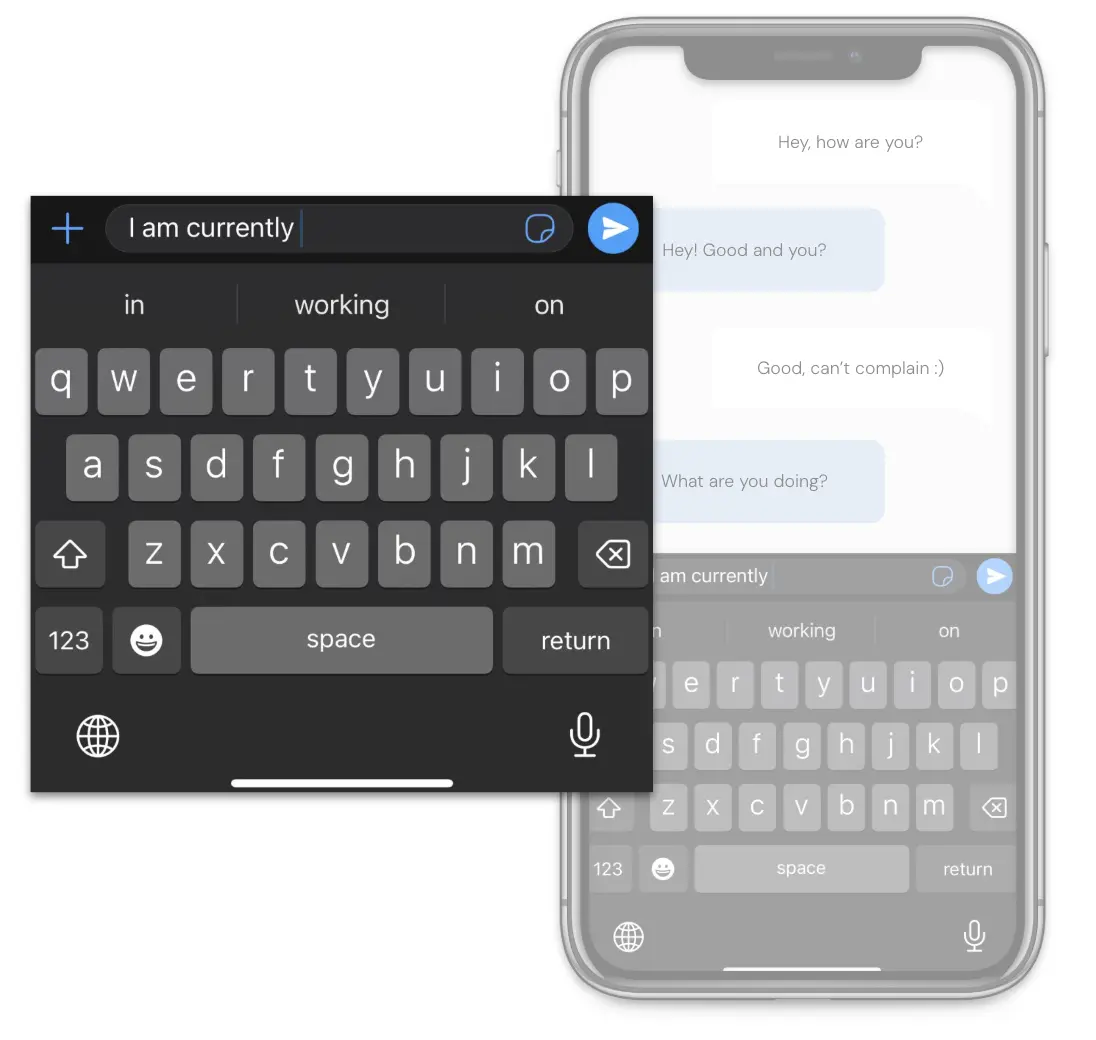 Hey, how are you?
Hey! Good and you?
Good, can’t complain :)
What are you doing?
I am currently
in working on
q w e r t y u i o p
a s d f g h j k l
z x c v b n m
123 space return
am currently
n working on
e r t y u i o p
s d f g h j k l
z x c v b n m
123 space return